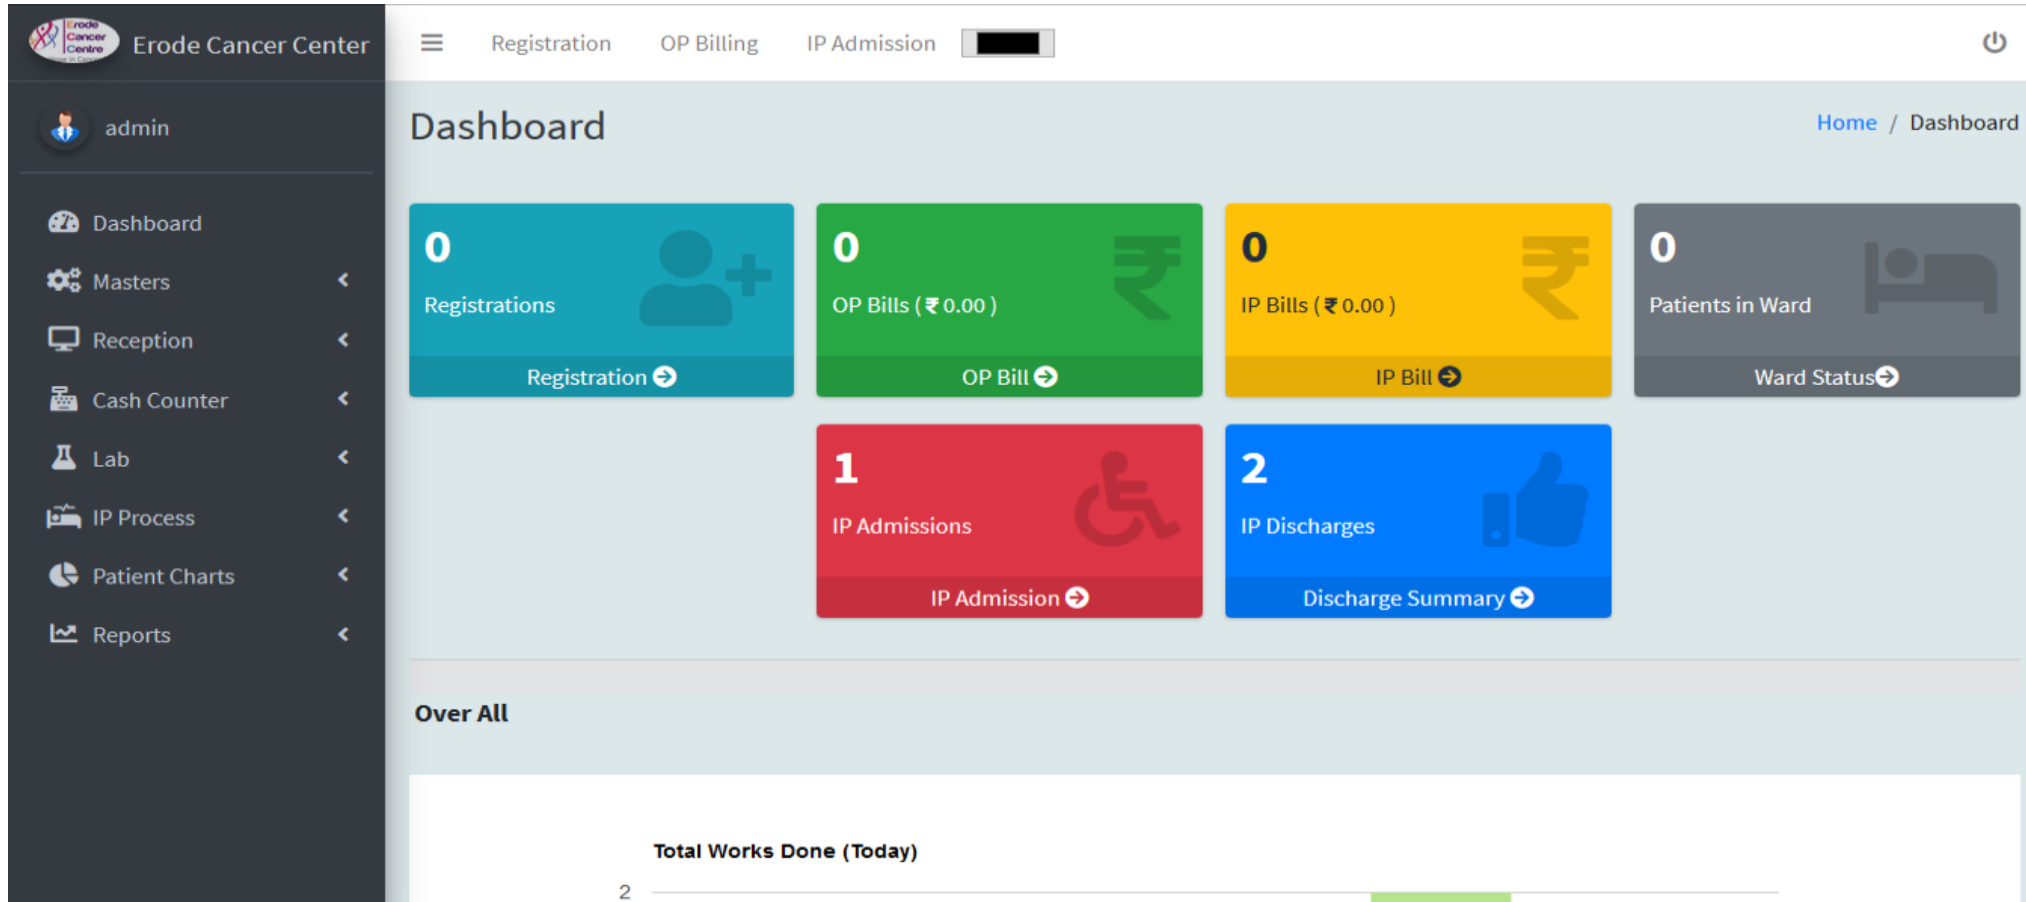 Erode
Cancer
Centre
Erode Cancer Center
Registration OP Billing IP Admission
admin
Dashboard
Home / Dashboard
Dashboard
Masters
Reception
Cash Counter
Lab
IP Process
Patient Charts
Reports
0
Registrations
Registration
0
OP Bills ( ₹ 0.00 )
OP Bill
0
IP Bills ( ₹ 0.00 )
IP Bill
0
Patients in Ward
Ward Status
1
IP Admissions
IP Admission
2
IP Discharges
Discharge Summary
Over All
Total Works Done (Today)
2